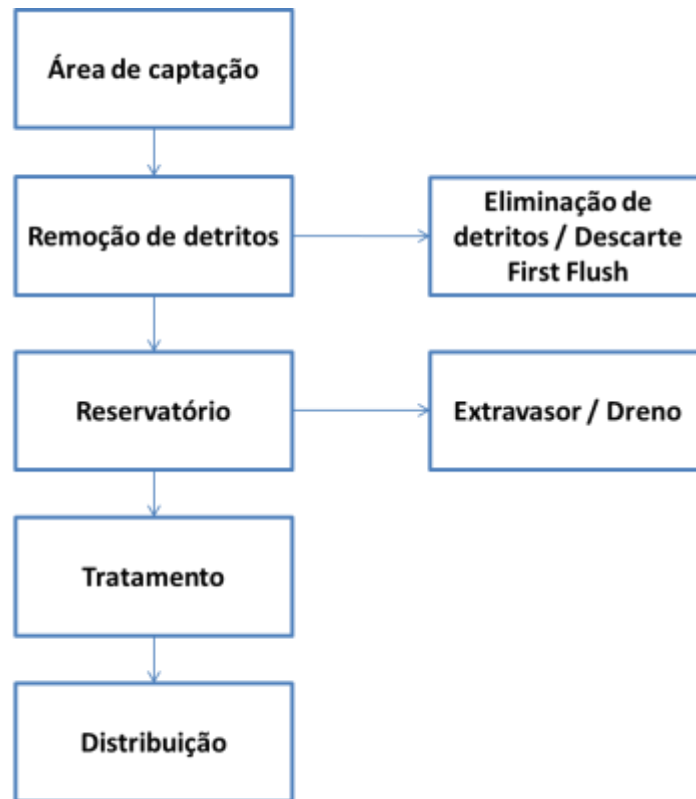 Área de captação
Remoção de detritos
Eliminação de
detritos / Descarte
First Flush
Reservatório
Extravasor / Dreno
Tratamento
Distribuição